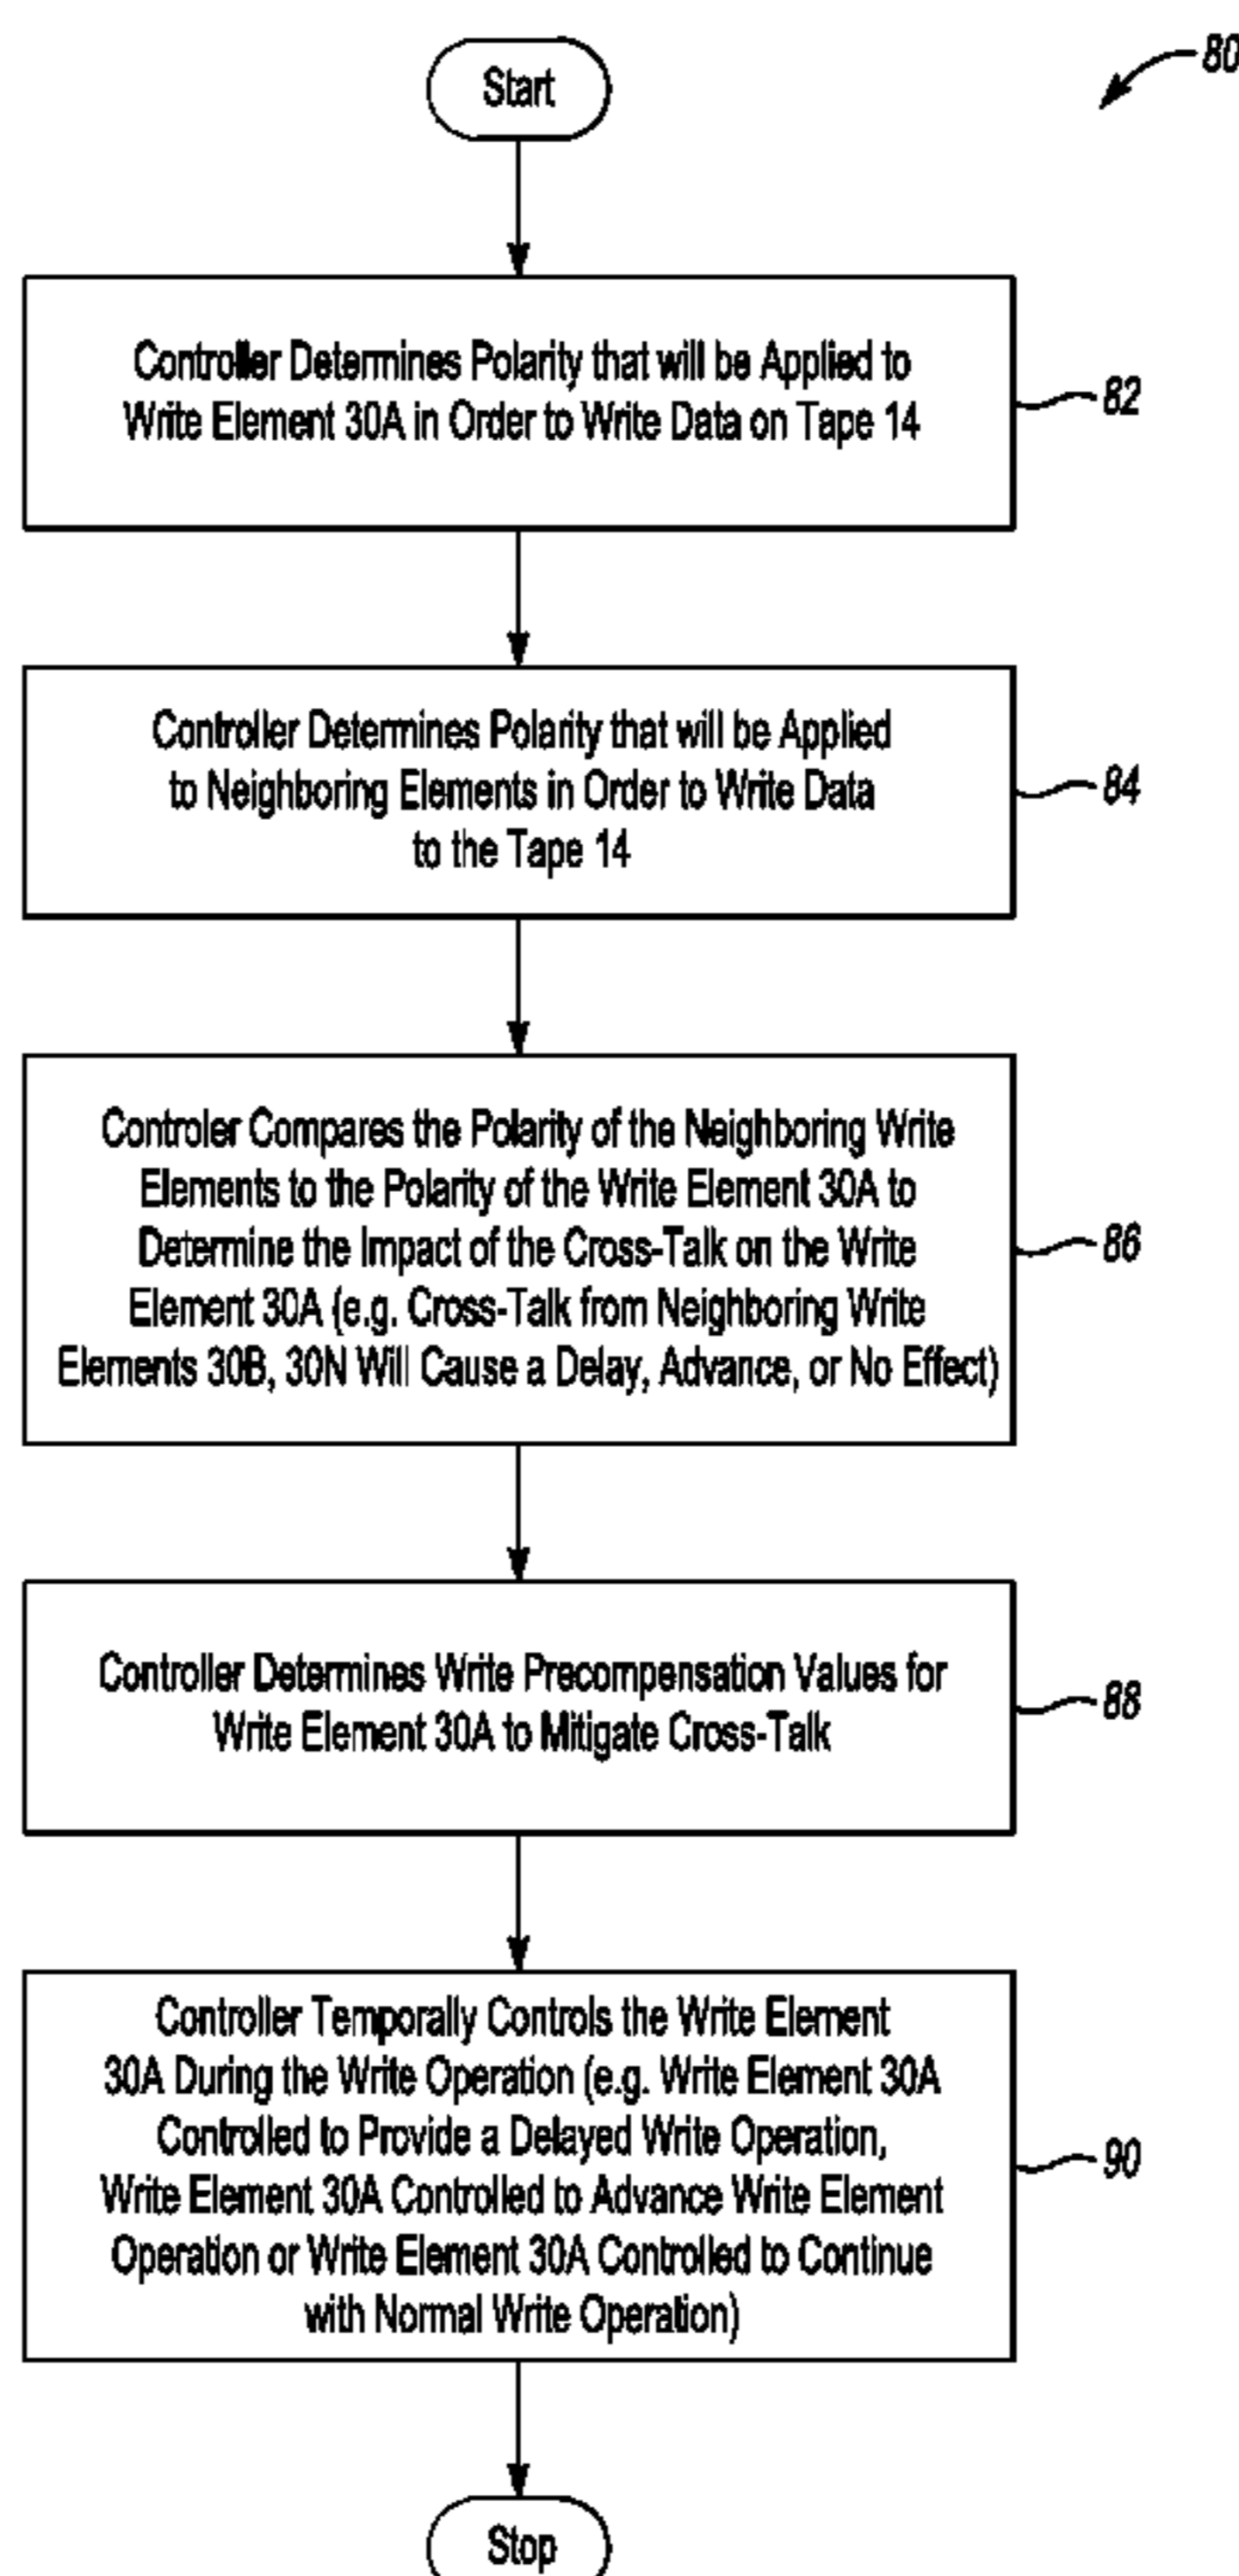 80
Start
Controller Determines Polarity that will be Applied to
Write Element 30A in Order to Write Data on Tape 14
82
Controller Determines Polarity that will be Applied
to Neighboring Elements in Order to Write Data
to the Tape 14
84
Controler Compares the Polarity of the Neighboring Write
Elements to the Polarity of the Write Element 30A to
Determine the Impact of the Cross-Talk on the Write
Element 30A (e.g. Cross-Talk from Neighboring Write
Elements 30B, 30N Will Cause a Delay, Advance, or No Effect)
86
Controller Determines Write Precompensation Values for
Write Element 30A to Mitigate Cross-Talk
88
Controller Temporally Controls the Write Element
30A During the Write Operation (e.g. Write Element 30A
Controlled to Provide a Delayed Write Operation,
Write Element 30A Controlled to Advance Write Element
Operation or Write Element 30A Controlled to Continue
with Normal Write Operation)
90
Stop